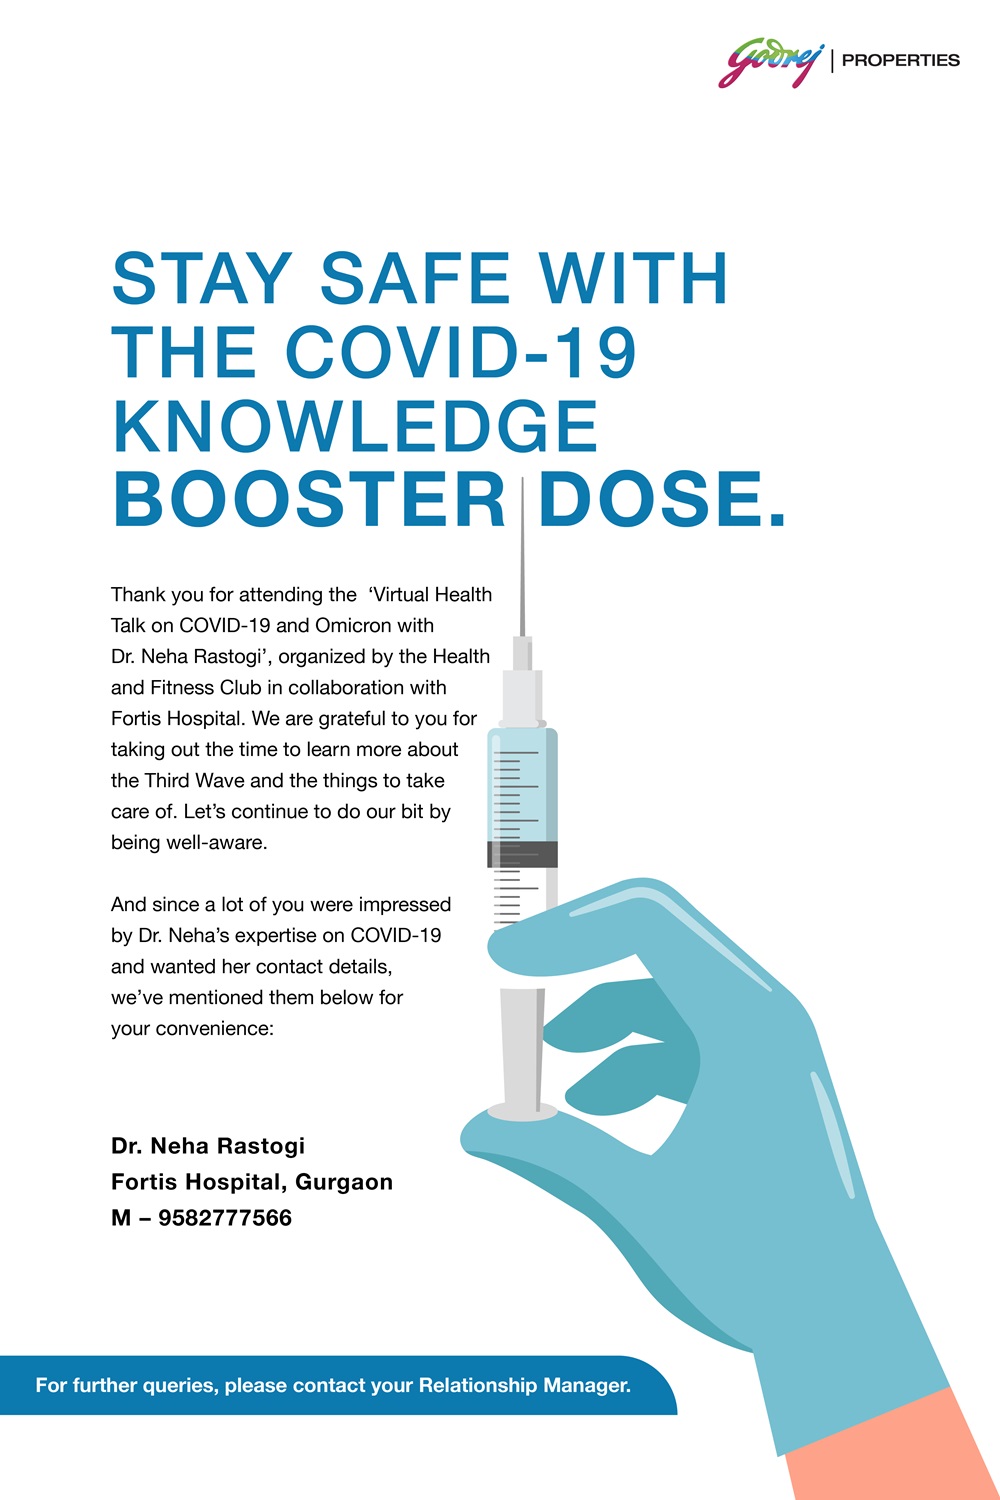 Godrej | PROPERTIES
STAY SAFE WITH
THE COVID-19
KNOWLEDGE
BOOSTER DOSE.
Thank you for attending the  ‘Virtual Health
Talk on COVID-19 and Omicron with
Dr. Neha Rastogi’, organized by the Health
and Fitness Club in collaboration with
Fortis Hospital. We are grateful to you for
taking out the time to learn more about
the Third Wave and the things to take
care of. Let’s continue to do our bit by
being well-aware.
And since a lot of you were impressed
by Dr. Neha’s expertise on COVID-19
and wanted her contact details,
we’ve mentioned them below for
your convenience:
Dr. Neha Rastogi
Fortis Hospital, Gurgaon
M – 9582777566
For further queries, please contact your Relationship Manager.